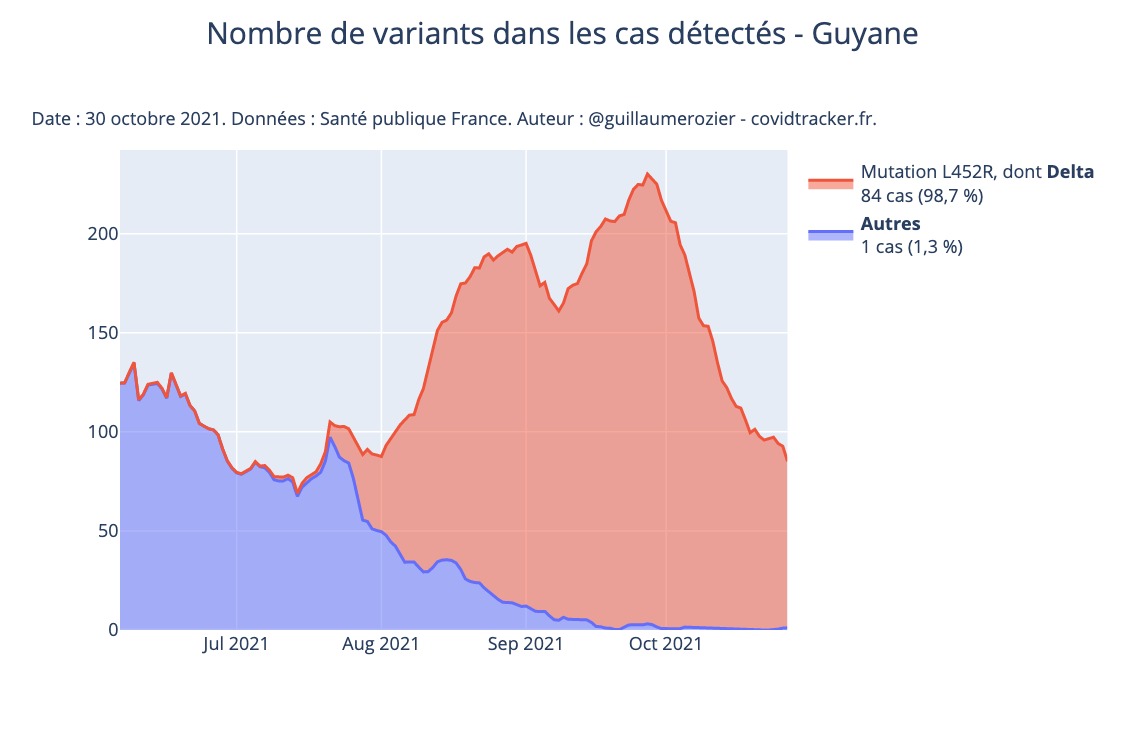 Nombre de variants dans les cas détectés - Guyane
Date : 30 octobre 2021. Données : Santé publique France. Auteur : @guillaumerozier - covidtracker.fr.
Mutation L452R, dont Delta
84 cas (98,7 %)
Autres
1 cas (1,3 %)
200
150
100
50
0
Jul 2021
Aug 2021
Sep 2021
Oct 2021